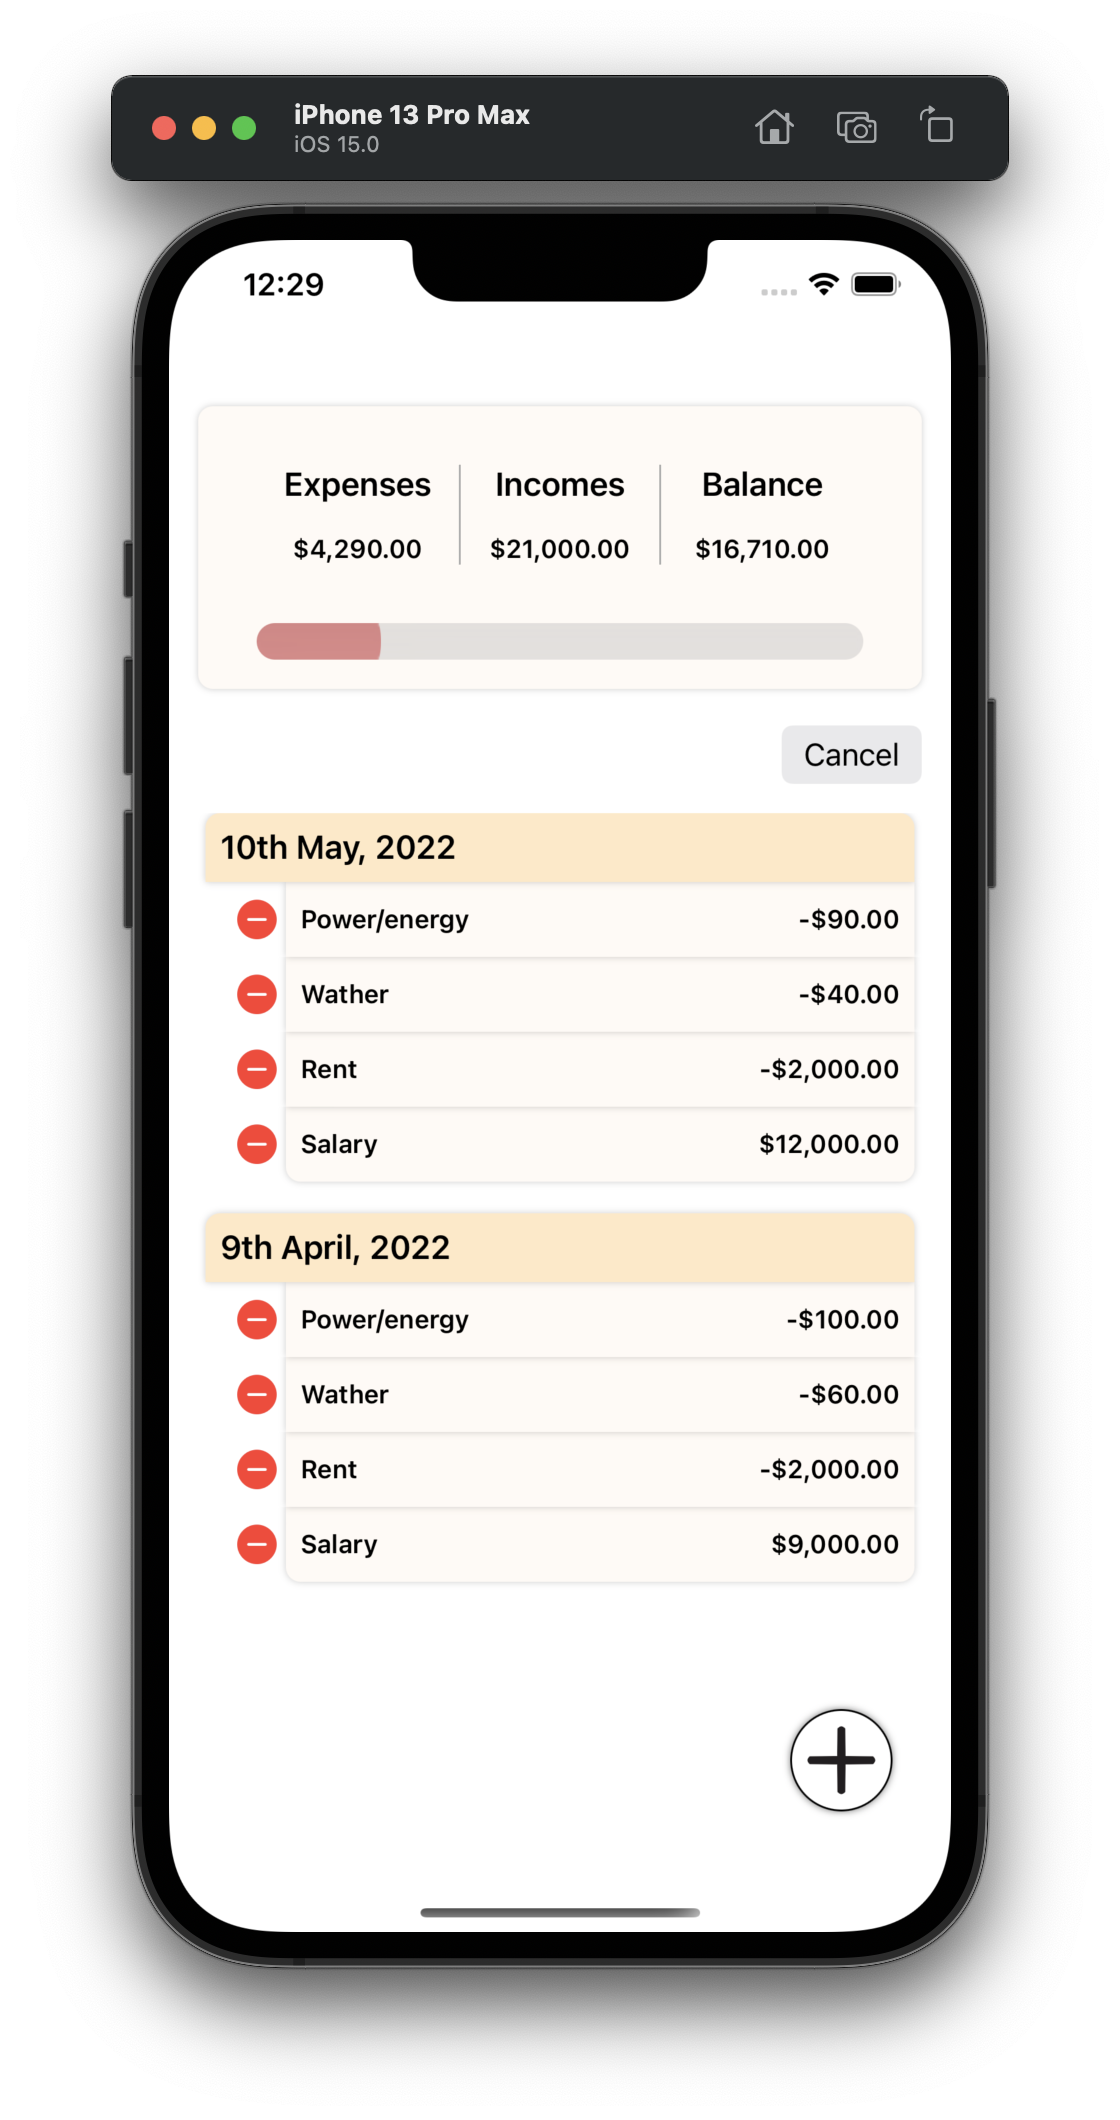 iPhone 13 Pro Max
iOS 15.0
12:29
Expenses Incomes Balance
$4,290.00 $21,000.00 $16,710.00
Cancel
10th May, 2022
Power/energy -$90.00
Wather -$40.00
Rent -$2,000.00
Salary $12,000.00
9th April, 2022
Power/energy -$100.00
Wather -$60.00
Rent -$2,000.00
Salary $9,000.00